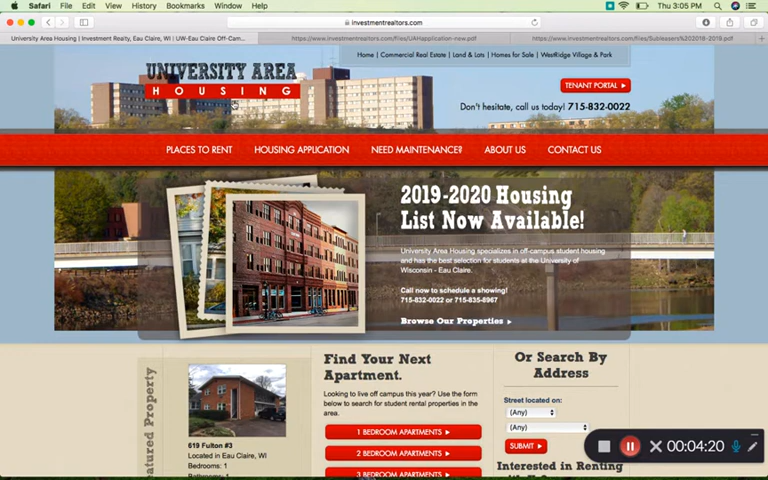 Safari File Edit View History Bookmarks Window Help
Thu 3:05 PM
investmentrealtors.com
University Area Housing | Investment Realty, Eau Claire, WI | UW-Eau Claire Off-Cam...
https://www.investmentrealtors.com/files/UAHapplication-new.pdf
https://www.investmentrealtors.com/files/Subleasers%202018-2019.pdf
Home | Commercial Real Estate | Land & Lots | Homes for Sale | WestRidge Village & Park
UNIVERSITY AREA
HOUSING
TENANT PORTAL
Don't hesitate, call us today! 715-832-0022
PLACES TO RENT HOUSING APPLICATION NEED MAINTENANCE? ABOUT US CONTACT US
2019-2020 Housing
List Now Available!
University Area Housing specializes in off-campus student housing
and has the best selection for students at the University of
Wisconsin - Eau Claire.
Call now to schedule a showing!
715-832-0022 or 715-835-8967
Browse Our Properties
Featured Property
619 Fulton #3
Located in Eau Claire, WI
Bedrooms: 1
Bathrooms: 1
Find Your Next
Apartment.
Looking to live off campus this year? Use the form
below to search for student rental properties in the
area.
1 BEDROOM APARTMENTS
2 BEDROOM APARTMENTS
3 BEDROOM APARTMENTS
Or Search By
Address
Street located on:
(Any)
(Any)
SUBMIT
Interested in Renting
00:04:20